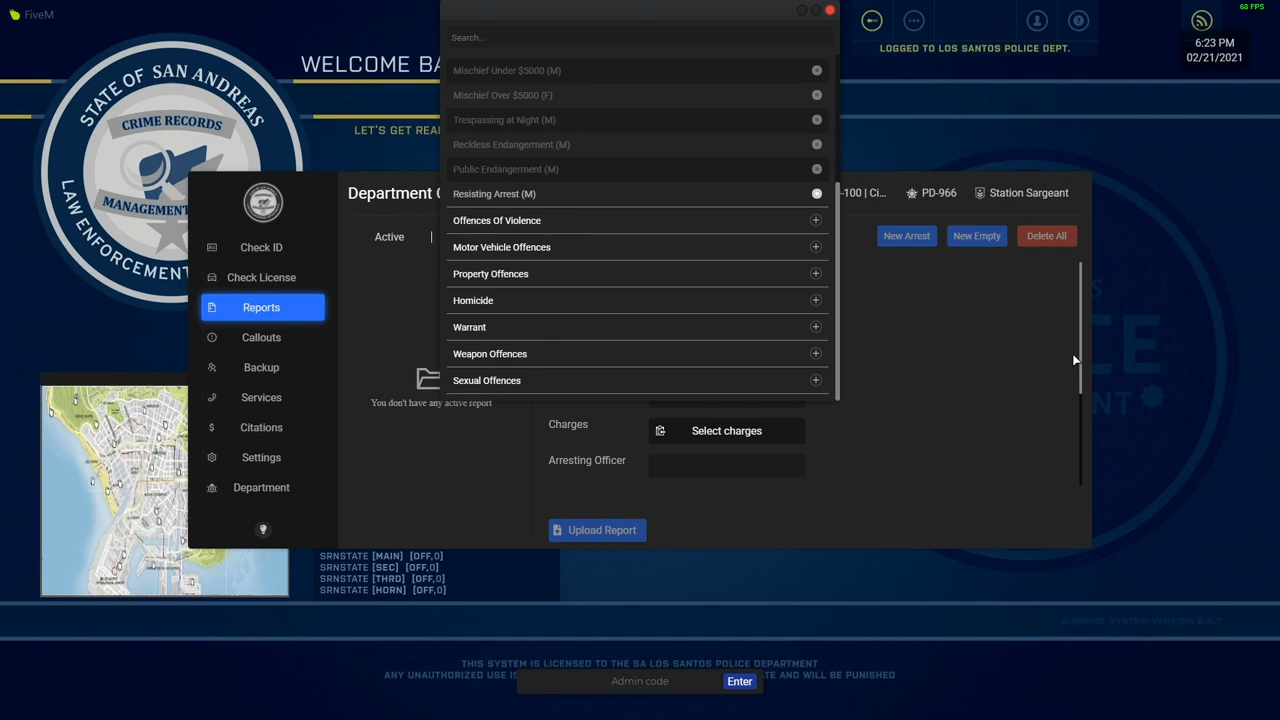 FiveM
68 FPS
WELCOME BA
LOGGED TO LOS SANTOS POLICE DEPT.
6:23 PM
02/21/2021
LET'S GET REA
STATE OF SAN ANDREAS
CRIME RECORDS
MANAGEMENT
LAW ENFORCEMENT
Search...
Mischief Under $5000 (M)
Mischief Over $5000 (F)
Trespassing at Night (M)
Reckless Endangerment (M)
Public Endangerment (M)
Resisting Arrest (M)
Offences Of Violence
Motor Vehicle Offences
Property Offences
Homicide
Warrant
Weapon Offences
Sexual Offences
Department C
-100 | Ci...
PD-966
Station Sargeant
Active
New Arrest
New Empty
Delete All
Check ID
Check License
Reports
Callouts
Backup
Services
Citations
Settings
Department
You don't have any active report
Charges
Select charges
Arresting Officer
Upload Report
SRNSTATE [MAIN] [OFF,0]
SRNSTATE [SEC] [OFF,0]
SRNSTATE [THRD] [OFF,0]
SRNSTATE [HORN] [OFF,0]
THIS SYSTEM IS LICENSED TO THE SA LOS SANTOS POLICE DEPARTMENT
ANY UNAUTHORIZED USE IS
TE AND WILL BE PUNISHED
Admin code
Enter